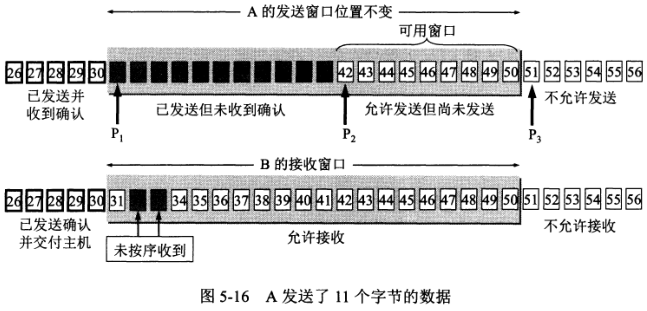 A 的发送窗口位置不变
可用窗口
26 27 28 29 30 42 43 44 45 46 47 48 49 50 51 52 53 54 55 56
已发送并
收到确认
已发送但未收到确认
允许发送但尚未发送
不允许发送
P1
P2
P3
B 的接收窗口
26 27 28 29 30 31 34 35 36 37 38 39 40 41 42 43 44 45 46 47 48 49 50 51 52 53 54 55 56
已发送确认
并交付主机
未按序收到
允许接收
不允许接收
图 5-16 A 发送了 11 个字节的数据